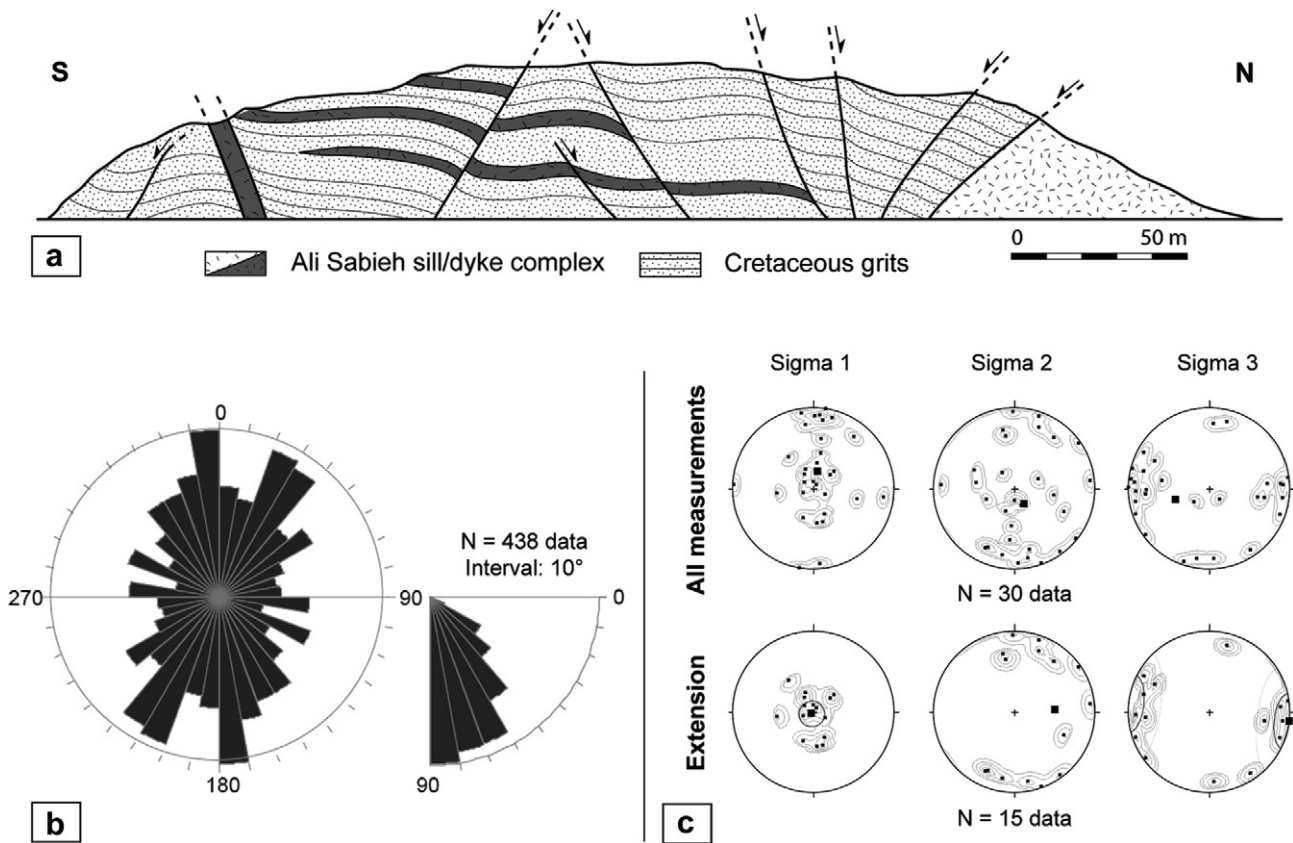 S
N
a
Ali Sabieh sill/dyke complex
Cretaceous grits
0 50 m
0
N = 438 data
Interval: 10°
270
90
0
180
90
b
Sigma 1 Sigma 2 Sigma 3
All measurements
N = 30 data
Extension
N = 15 data
c